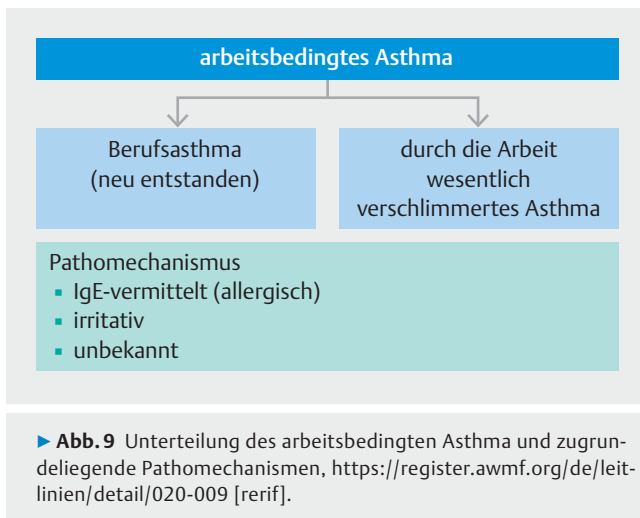 arbeitsbedingtes Asthma
Berufsasthma
(neu entstanden)
durch die Arbeit
wesentlich
verschlimmertes Asthma
Pathomechanismus
▪ IgE-vermittelt (allergisch)
▪ irritativ
▪ unbekannt
▶ Abb. 9 Unterteilung des arbeitsbedingten Asthma und zugrun-
deliegende Pathomechanismen, https://register.awmf.org/de/leit-
linien/detail/020-009 [rerif].